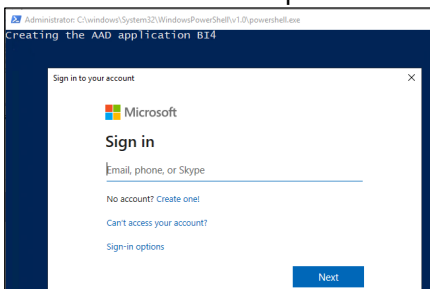 Administrator: C:\windows\System32\WindowsPowerShell\v1.0\powershell.exe
Creating the AAD application BI4
Sign in to your account
Microsoft
Sign in
Email, phone, or Skype
No account? Create one!
Can't access your account?
Sign-in options
Next